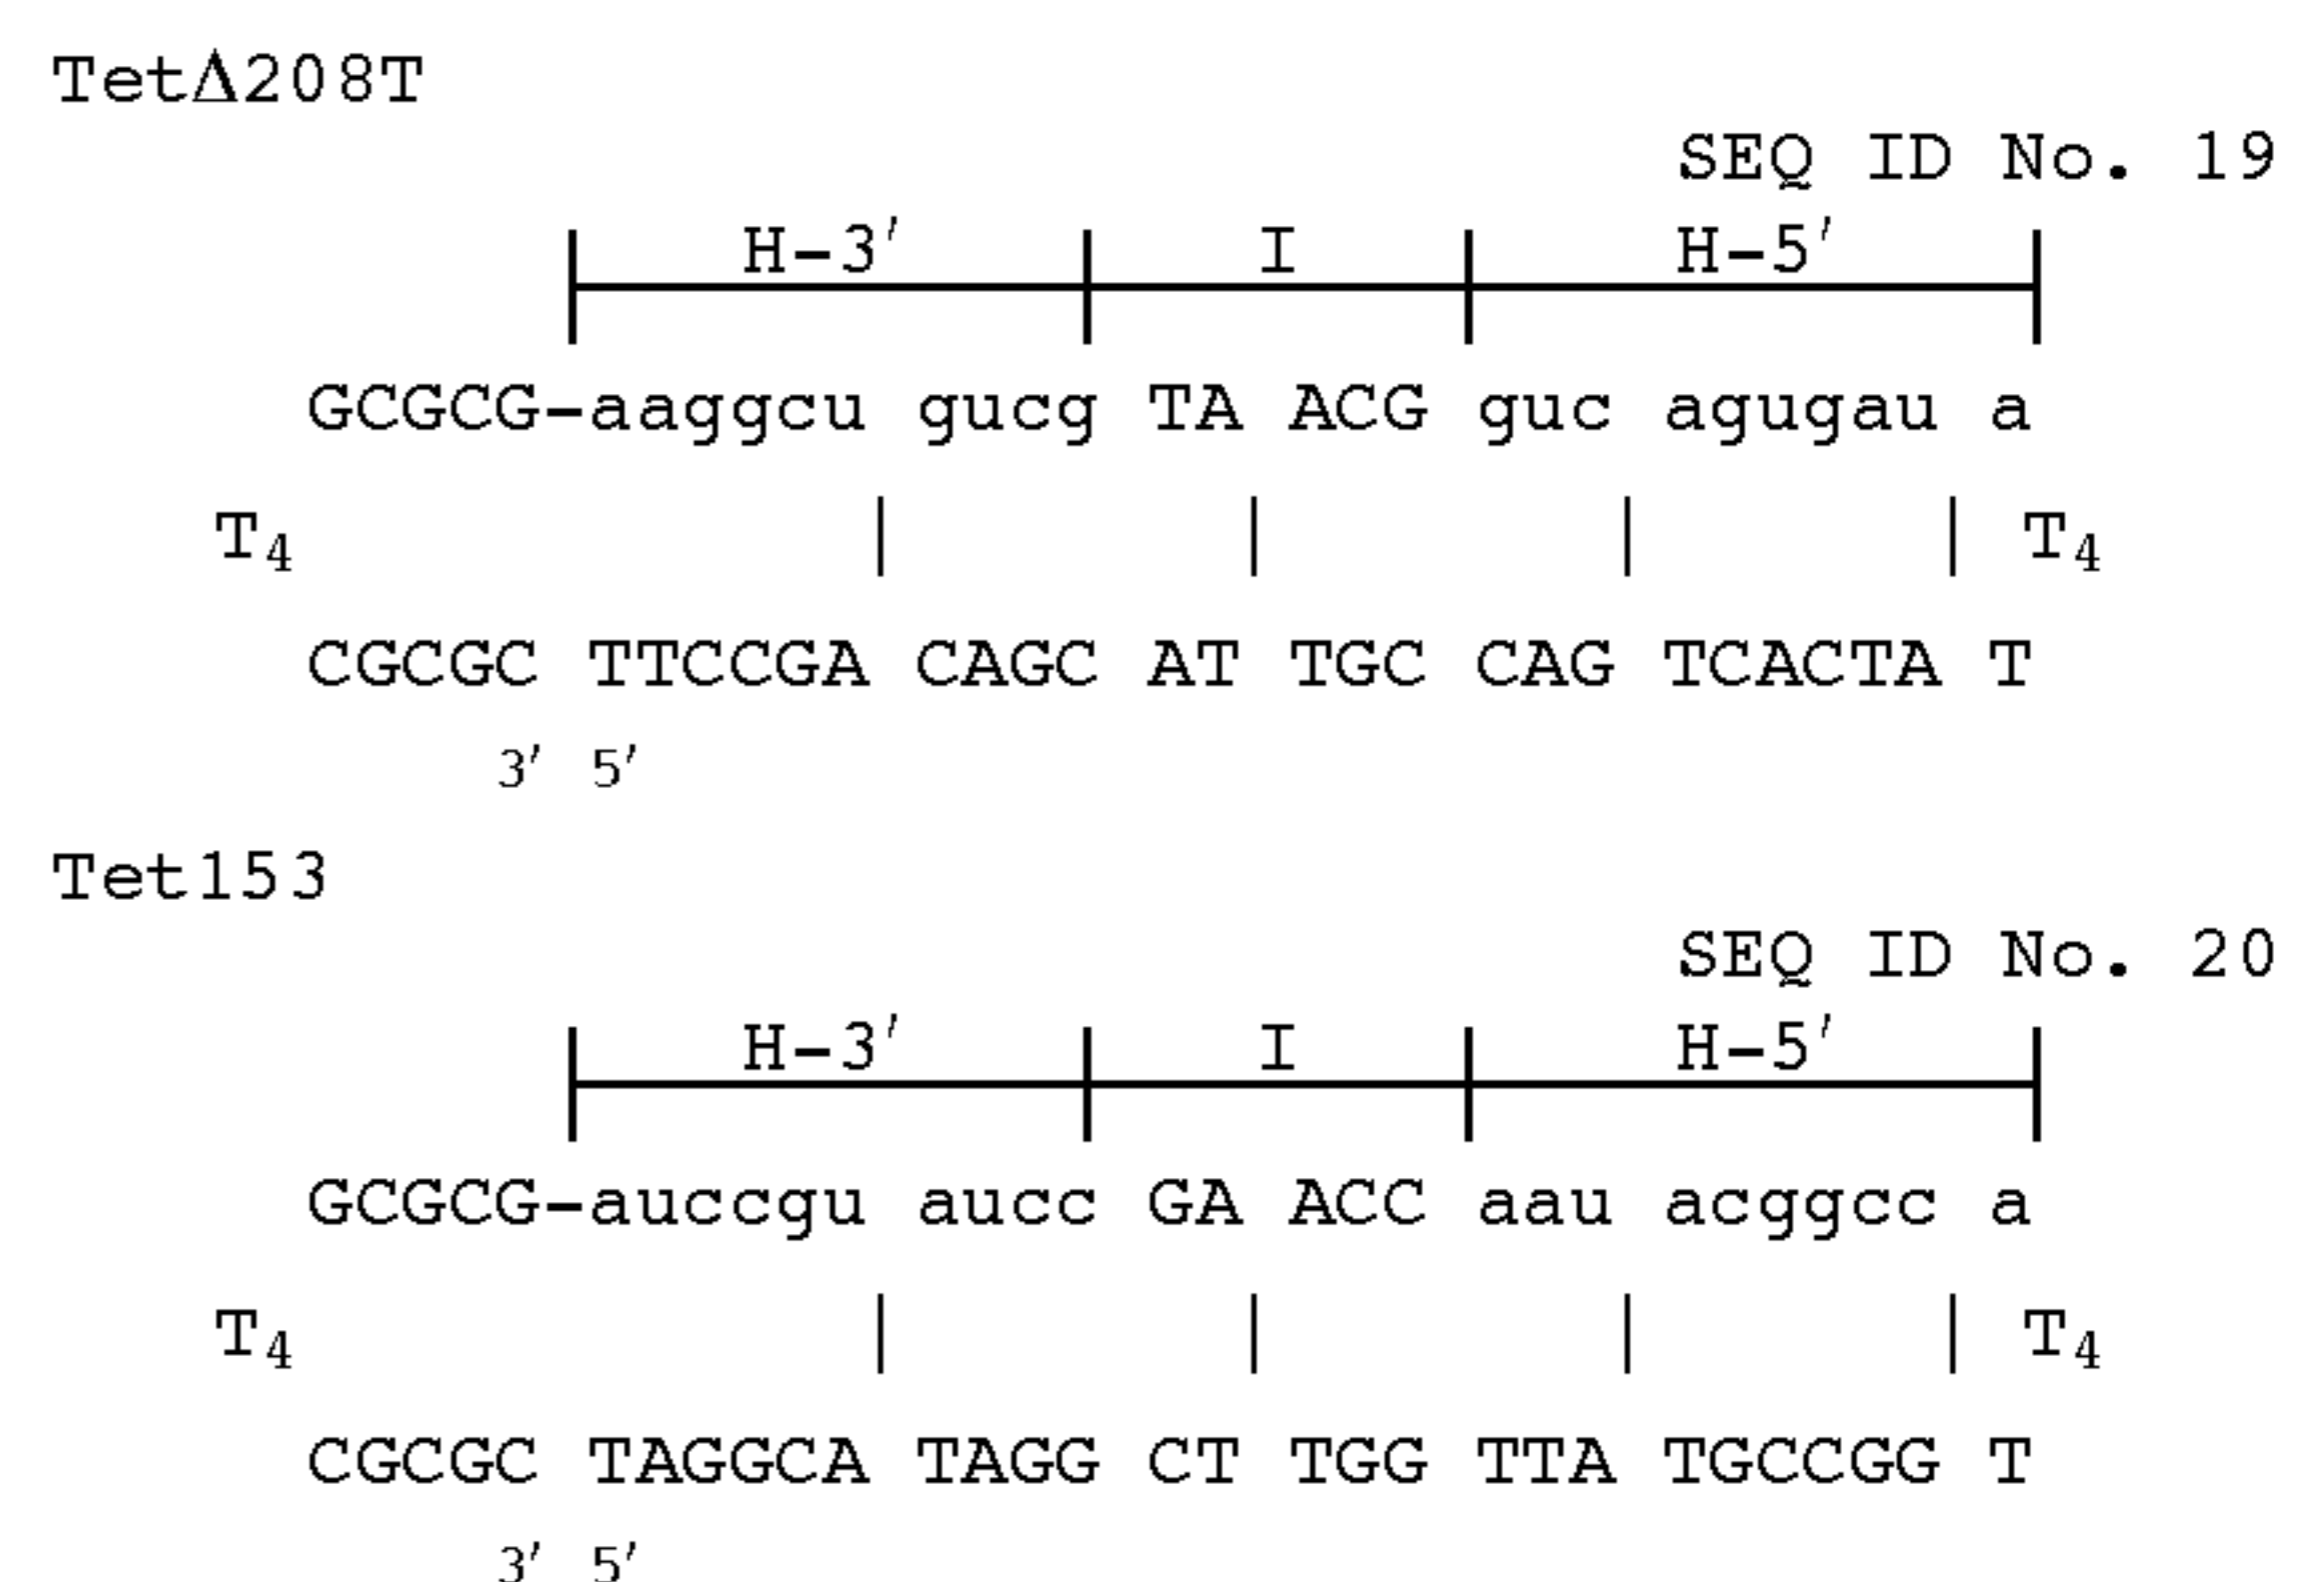 TetΔ208T
SEQ ID No. 19
H-3′ I H-5′
GCGCG-aaggcu gucg TA ACG guc agugau a
T₄ | | | | T₄
CGCGC TTCCGA CAGC AT TGC CAG TCACTA T
3′ 5′
Tet153
SEQ ID No. 20
H-3′ I H-5′
GCGCG-auccgu aucc GA ACC aau acggcc a
T₄ | | | | T₄
CGCGC TAGGCA TAGG CT TGG TTA TGCCGG T
3′ 5′